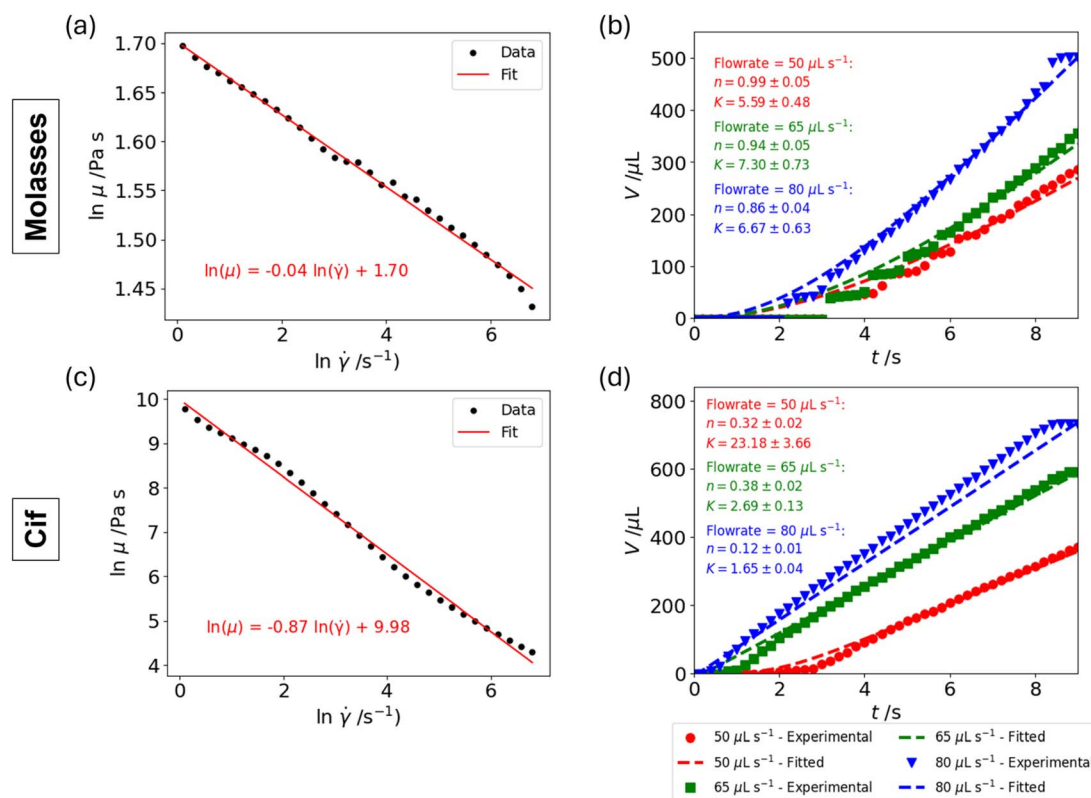 (a)
Molasses
1.70
1.65
1.60
1.55
1.50
1.45
0
2
4
6
ln μ /Pa s
ln γ̇ /s⁻¹)
Data
Fit
ln(μ) = -0.04 ln(γ̇) + 1.70
(b)
500
400
300
200
100
0
0
2
4
6
8
V /μL
t /s
Flowrate = 50 μL s⁻¹:
n = 0.99 ± 0.05
K = 5.59 ± 0.48
Flowrate = 65 μL s⁻¹:
n = 0.94 ± 0.05
K = 7.30 ± 0.73
Flowrate = 80 μL s⁻¹:
n = 0.86 ± 0.04
K = 6.67 ± 0.63
(c)
Cif
10
9
8
7
6
5
4
0
2
4
6
ln μ /Pa s
ln γ̇ /s⁻¹)
Data
Fit
ln(μ) = -0.87 ln(γ̇) + 9.98
(d)
800
600
400
200
0
0
2
4
6
8
V /μL
t /s
Flowrate = 50 μL s⁻¹:
n = 0.32 ± 0.02
K = 23.18 ± 3.66
Flowrate = 65 μL s⁻¹:
n = 0.38 ± 0.02
K = 2.69 ± 0.13
Flowrate = 80 μL s⁻¹:
n = 0.12 ± 0.01
K = 1.65 ± 0.04
50 μL s⁻¹ - Experimental
50 μL s⁻¹ - Fitted
65 μL s⁻¹ - Experimental
65 μL s⁻¹ - Fitted
80 μL s⁻¹ - Experimenta
80 μL s⁻¹ - Fitted